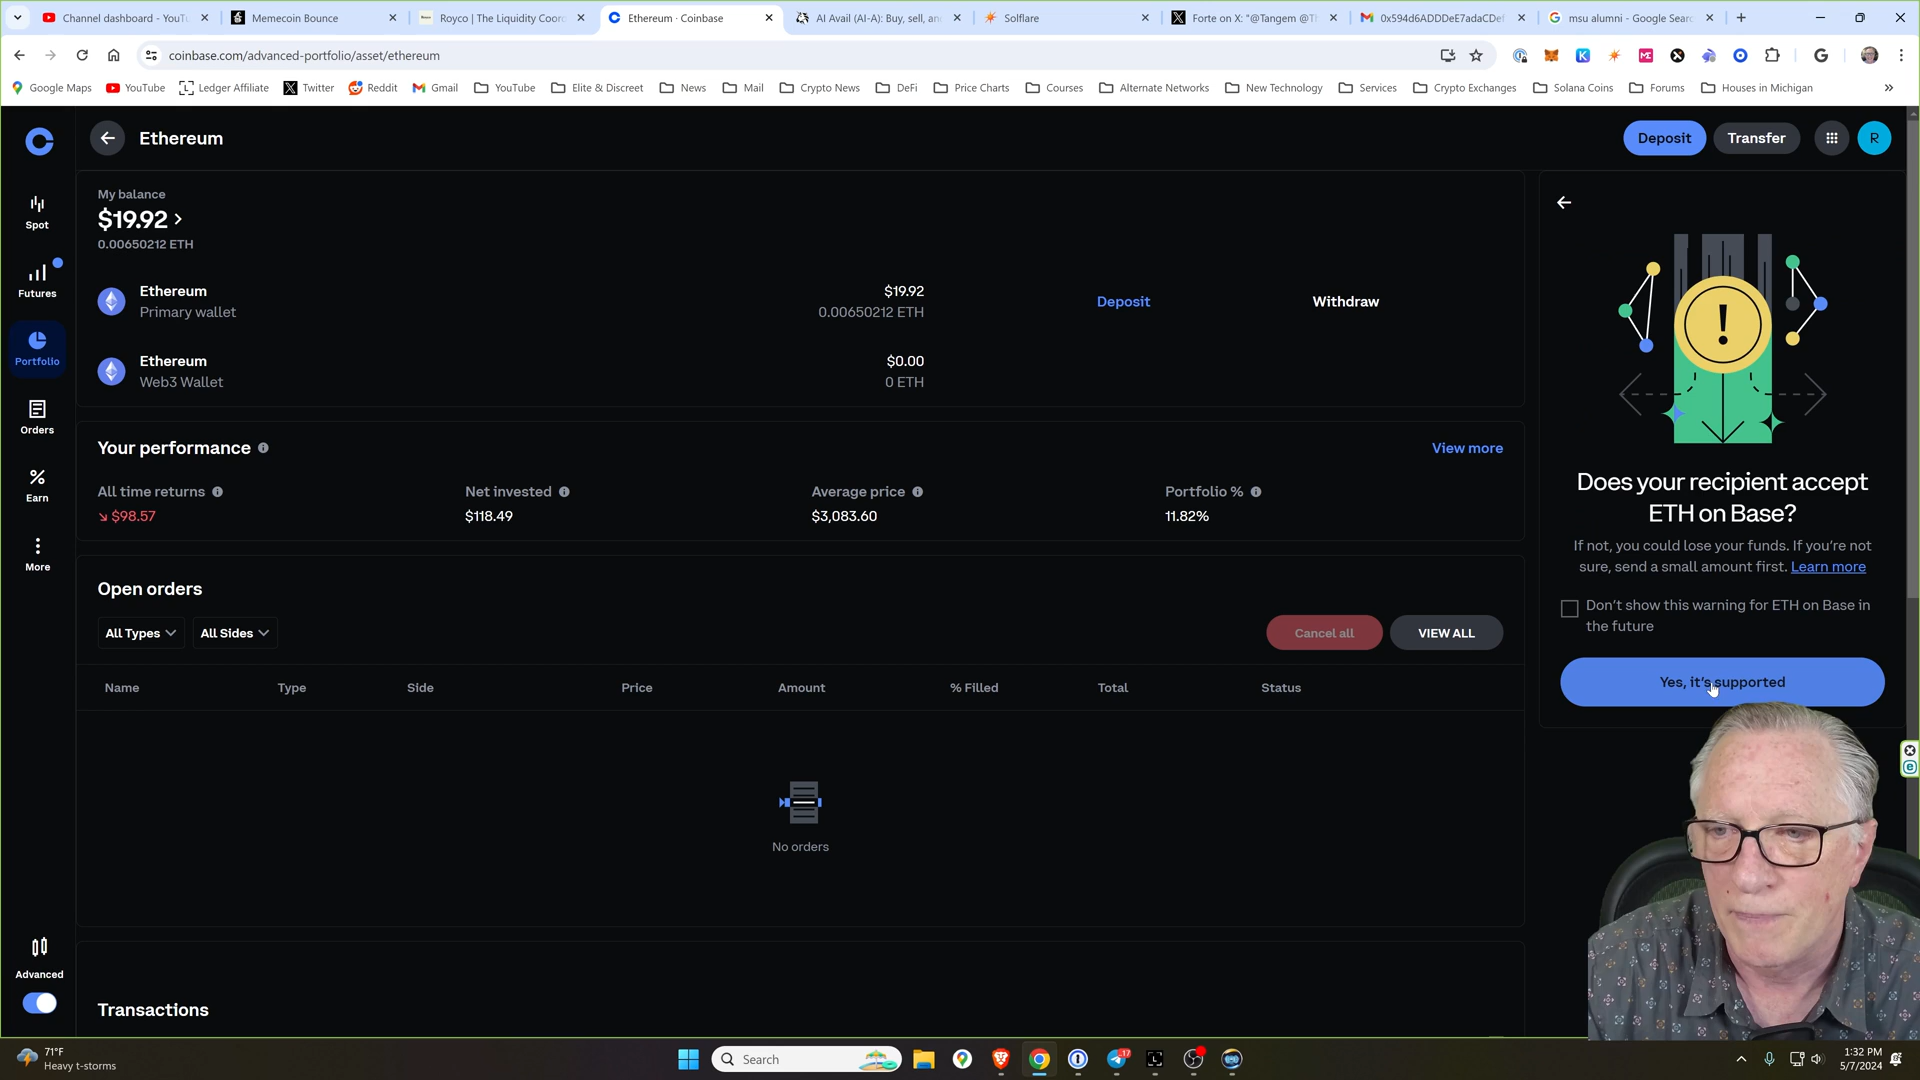 Channel dashboard - YouTu
Memecoin Bounce
Royco | The Liquidity Coord
Ethereum · Coinbase
AI Avail (AI-A): Buy, sell, an
Solflare
Forte on X: "@Tangem @Th
0x594d6ADDDeE7adaCDef
msu alumni - Google Searc
coinbase.com/advanced-portfolio/asset/ethereum
Google Maps
YouTube
Ledger Affiliate
Twitter
Reddit
Gmail
YouTube
Elite & Discreet
News
Mail
Crypto News
DeFi
Price Charts
Courses
Alternate Networks
New Technology
Services
Crypto Exchanges
Solana Coins
Forums
Houses in Michigan
Ethereum
Deposit
Transfer
R
Spot
Futures
Portfolio
Orders
Earn
More
Advanced
My balance
$19.92
0.00650212 ETH
Ethereum
Primary wallet
$19.92
0.00650212 ETH
Deposit
Withdraw
Ethereum
Web3 Wallet
$0.00
0 ETH
Your performance
View more
All time returns
$98.57
Net invested
$118.49
Average price
$3,083.60
Portfolio %
11.82%
Open orders
All Types
All Sides
Cancel all
VIEW ALL
Name
Type
Side
Price
Amount
% Filled
Total
Status
No orders
Transactions
Does your recipient accept
ETH on Base?
If not, you could lose your funds. If you're not
sure, send a small amount first. Learn more
Don't show this warning for ETH on Base in
the future
Yes, it's supported
71°F
Heavy t-storms
Search
17
1:32 PM
5/7/2024